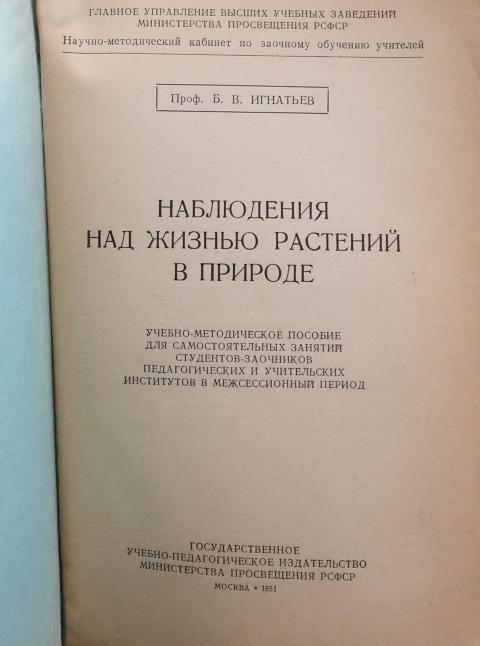 ГЛАВНОЕ УПРАВЛЕНИЕ ВЫСШИХ УЧЕБНЫХ ЗАВЕДЕНИЙ
МИНИСТЕРСТВА ПРОСВЕЩЕНИЯ РСФСР
Научно-методический кабинет по заочному обучению учителей
Проф. Б. В. ИГНАТЬЕВ
НАБЛЮДЕНИЯ
НАД ЖИЗНЬЮ РАСТЕНИЙ
В ПРИРОДЕ
УЧЕБНО-МЕТОДИЧЕСКОЕ ПОСОБИЕ
ДЛЯ САМОСТОЯТЕЛЬНЫХ ЗАНЯТИЙ
СТУДЕНТОВ-ЗАОЧНИКОВ
ПЕДАГОГИЧЕСКИХ И УЧИТЕЛЬСКИХ
ИНСТИТУТОВ В МЕЖСЕССИОННЫЙ ПЕРИОД
ГОСУДАРСТВЕННОЕ
УЧЕБНО-ПЕДАГОГИЧЕСКОЕ ИЗДАТЕЛЬСТВО
МИНИСТЕРСТВА ПРОСВЕЩЕНИЯ РСФСР
МОСКВА • 1951